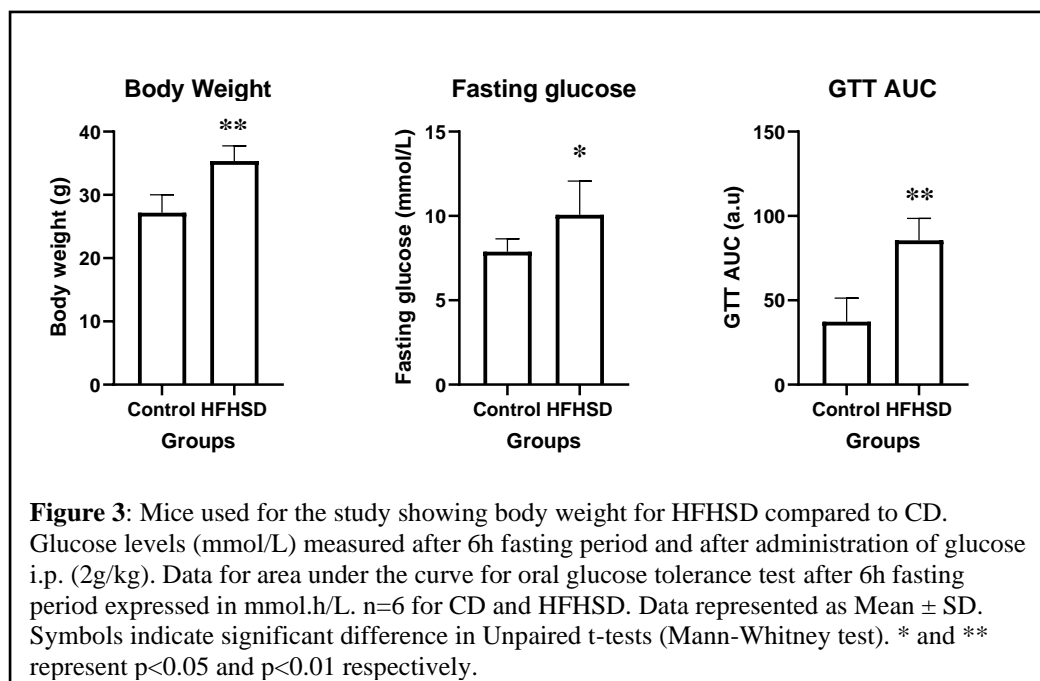 Body Weight
Fasting glucose
GTT AUC
**
*
**
40
30
20
10
0
Body weight (g)
Control HFHSD
Groups
15
10
5
0
Fasting glucose (mmol/L)
Control HFHSD
Groups
150
100
50
0
GTT AUC (a.u)
Control HFHSD
Groups
Figure 3: Mice used for the study showing body weight for HFHSD compared to CD.
Glucose levels (mmol/L) measured after 6h fasting period and after administration of glucose
i.p. (2g/kg). Data for area under the curve for oral glucose tolerance test after 6h fasting
period expressed in mmol.h/L. n=6 for CD and HFHSD. Data represented as Mean ± SD.
Symbols indicate significant difference in Unpaired t-tests (Mann-Whitney test). * and **
represent p<0.05 and p<0.01 respectively.